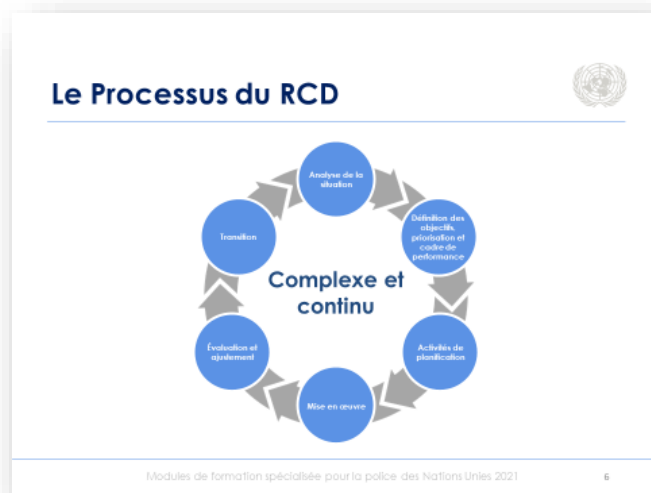 Le Processus du RCD
Analyse de la
situation
Définition des
objectifs,
priorisation et
cadre de
performance
Activités de
planification
Mise en œuvre
Évaluation et
ajustement
Transition
Complexe et
continu
Modules de formation spécialisée pour la police des Nations Unies 2021
6